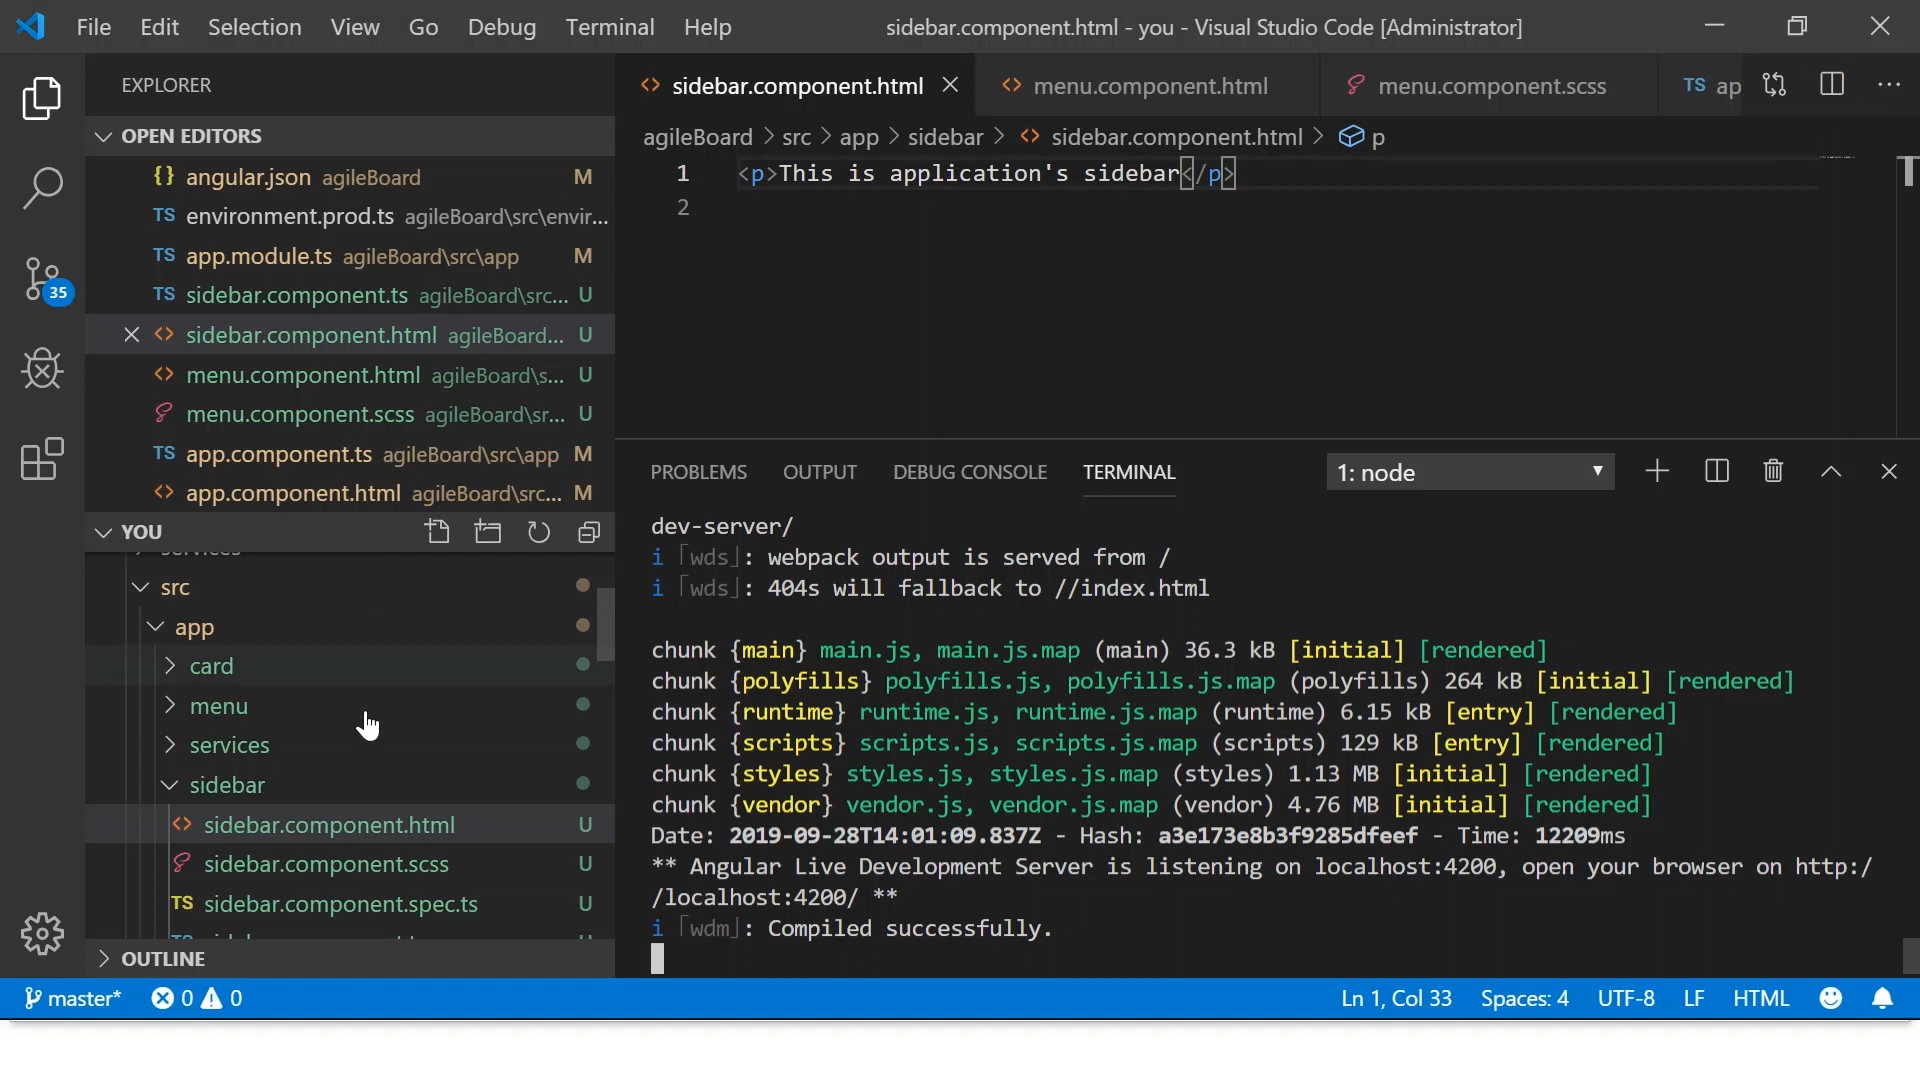 File Edit Selection View Go Debug Terminal Help
sidebar.component.html - you - Visual Studio Code [Administrator]
EXPLORER
OPEN EDITORS
{} angular.json agileBoard M
TS environment.prod.ts agileBoard\src\envir...
TS app.module.ts agileBoard\src\app M
TS sidebar.component.ts agileBoard\src... U
<> sidebar.component.html agileBoard... U
<> menu.component.html agileBoard\s... U
menu.component.scss agileBoard\sr... U
TS app.component.ts agileBoard\src\app M
<> app.component.html agileBoard\src... M
35
YOU
services
src
app
card
menu
services
sidebar
<> sidebar.component.html U
sidebar.component.scss U
TS sidebar.component.spec.ts U
OUTLINE
<> sidebar.component.html
<> menu.component.html
menu.component.scss
TS ap
agileBoard > src > app > sidebar > <> sidebar.component.html > p
1 <p>This is application's sidebar</p>
2
PROBLEMS OUTPUT DEBUG CONSOLE TERMINAL
1: node
dev-server/
i ｢wds｣: webpack output is served from /
i ｢wds｣: 404s will fallback to //index.html
chunk {main} main.js, main.js.map (main) 36.3 kB [initial] [rendered]
chunk {polyfills} polyfills.js, polyfills.js.map (polyfills) 264 kB [initial] [rendered]
chunk {runtime} runtime.js, runtime.js.map (runtime) 6.15 kB [entry] [rendered]
chunk {scripts} scripts.js, scripts.js.map (scripts) 129 kB [entry] [rendered]
chunk {styles} styles.js, styles.js.map (styles) 1.13 MB [initial] [rendered]
chunk {vendor} vendor.js, vendor.js.map (vendor) 4.76 MB [initial] [rendered]
Date: 2019-09-28T14:01:09.837Z - Hash: a3e173e8b3f9285dfeef - Time: 12209ms
** Angular Live Development Server is listening on localhost:4200, open your browser on http:/
/localhost:4200/ **
i ｢wdm｣: Compiled successfully.
master* 0 0
Ln 1, Col 33 Spaces: 4 UTF-8 LF HTML